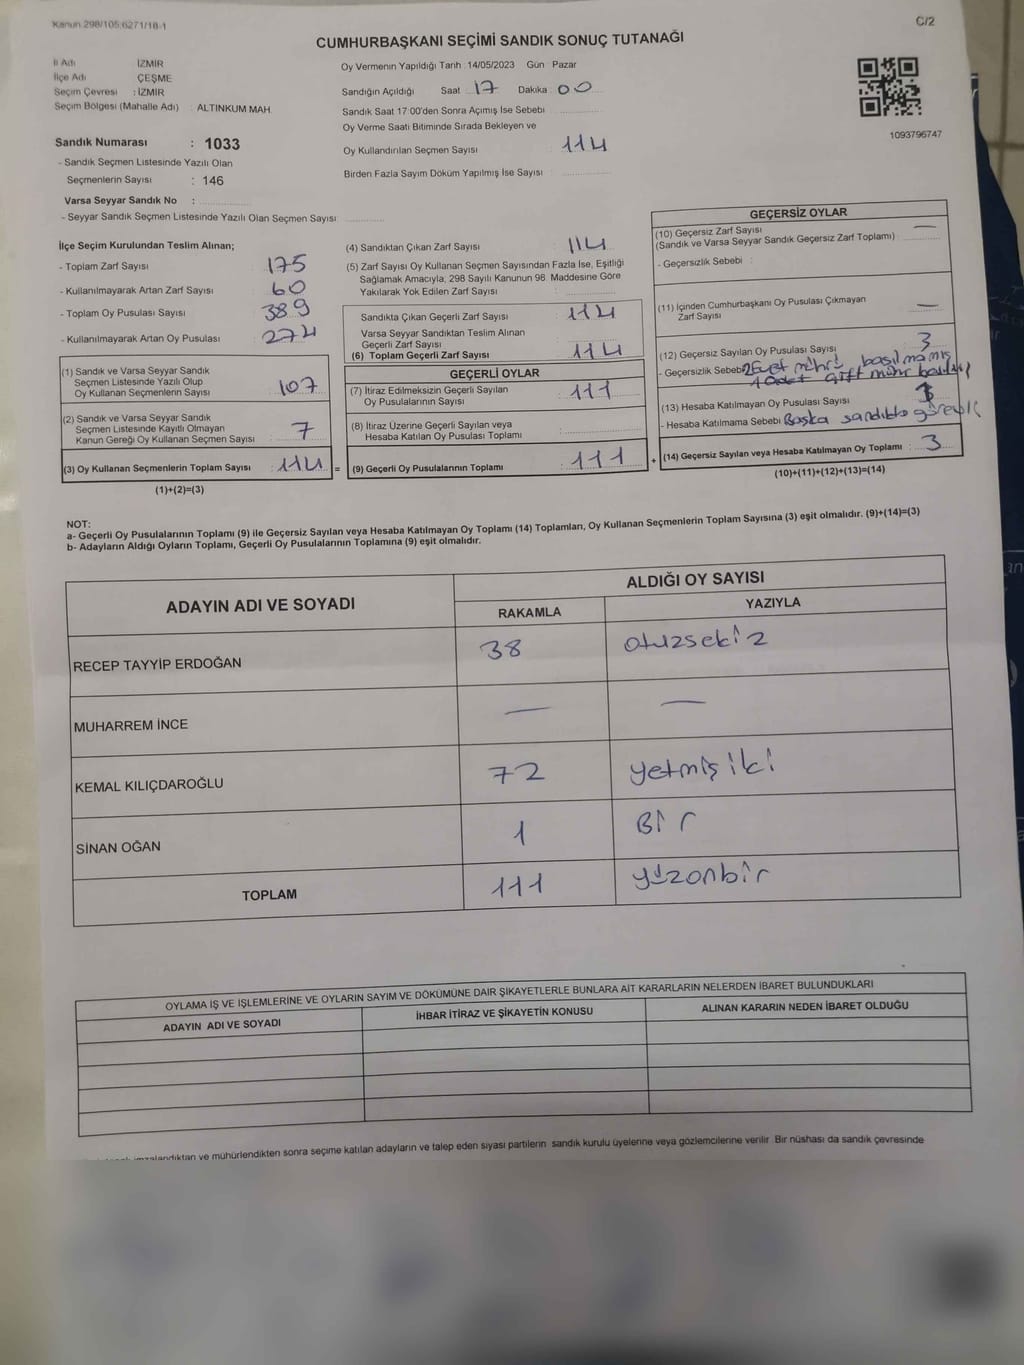 Kanun 298/105;6271/18-1
C/2
CUMHURBAŞKANI SEÇİMİ SANDIK SONUÇ TUTANAĞI
İl Adı : İZMİR
İlçe Adı : ÇEŞME
Seçim Çevresi : İZMİR
Seçim Bölgesi (Mahalle Adı) : ALTINKUM MAH.
Oy Vermenin Yapıldığı Tarih :14/05/2023 Gün Pazar
Sandığın Açıldığı Saat 17 Dakika 00
Sandık Saat 17:00'den Sonra Açımış İse Sebebi
Oy Verme Saati Bitiminde Sırada Bekleyen ve
Oy Kullandırılan Seçmen Sayısı : 114
Birden Fazla Sayım Döküm Yapılmış İse Sayısı :
1093796747
Sandık Numarası : 1033
- Sandık Seçmen Listesinde Yazılı Olan
Seçmenlerin Sayısı : 146
Varsa Seyyar Sandık No :
- Seyyar Sandık Seçmen Listesinde Yazılı Olan Seçmen Sayısı
İlçe Seçim Kurulundan Teslim Alınan;
- Toplam Zarf Sayısı : 175
- Kullanılmayarak Artan Zarf Sayısı : 60
- Toplam Oy Pusulası Sayısı : 389
- Kullanılmayarak Artan Oy Pusulası : 274
(1) Sandık ve Varsa Seyyar Sandık
Seçmen Listesinde Yazılı Olup
Oy Kullanan Seçmenlerin Sayısı : 107
(2) Sandık ve Varsa Seyyar Sandık
Seçmen Listesinde Kayıtlı Olmayan
Kanun Gereği Oy Kullanan Seçmen Sayısı : 7
(3) Oy Kullanan Seçmenlerin Toplam Sayısı : 114 =
(1)+(2)=(3)
(4) Sandıktan Çıkan Zarf Sayısı : 114
(5) Zarf Sayısı Oy Kullanan Seçmen Sayısından Fazla İse, Eşitliği
Sağlamak Amacıyla; 298 Sayılı Kanunun 98. Maddesine Göre
Yakılarak Yok Edilen Zarf Sayısı :
Sandıkta Çıkan Geçerli Zarf Sayısı : 114
Varsa Seyyar Sandıktan Teslim Alınan
Geçerli Zarf Sayısı
(6) Toplam Geçerli Zarf Sayısı : 114
GEÇERLİ OYLAR
(7) İtiraz Edilmeksizin Geçerli Sayılan
Oy Pusulalarının Sayısı : 111
(8) İtiraz Üzerine Geçerli Sayılan veya
Hesaba Katılan Oy Pusulası Toplamı
(9) Geçerli Oy Pusulalarının Toplamı : 111 +
GEÇERSİZ OYLAR
(10) Geçersiz Zarf Sayısı
(Sandık ve Varsa Seyyar Sandık Geçersiz Zarf Toplamı) : —
- Geçersizlik Sebebi :
(11) İçinden Cumhurbaşkanı Oy Pusulası Çıkmayan
Zarf Sayısı —
(12) Geçersiz Sayılan Oy Pusulası Sayısı : 3
- Geçersizlik Sebebi 2 Evet mührü basılmamış
1 adet çift mühr
(13) Hesaba Katılmayan Oy Pusulası Sayısı
- Hesaba Katılmama Sebebi Başka sandıkta görevli
(14) Geçersiz Sayılan veya Hesaba Katılmayan Oy Toplamı : 3
(10)+(11)+(12)+(13)=(14)
NOT:
a- Geçerli Oy Pusulalarının Toplamı (9) ile Geçersiz Sayılan veya Hesaba Katılmayan Oy Toplamı (14) Toplamları, Oy Kullanan Seçmenlerin Toplam Sayısına (3) eşit olmalıdır. (9)+(14)=(3)
b- Adayların Aldığı Oyların Toplamı, Geçerli Oy Pusulalarının Toplamına (9) eşit olmalıdır.
ADAYIN ADI VE SOYADI
ALDIĞI OY SAYISI
RAKAMLA YAZIYLA
RECEP TAYYİP ERDOĞAN 38 otuzsekiz
MUHARREM İNCE — —
KEMAL KILIÇDAROĞLU 72 yetmişiki
SİNAN OĞAN 1 Bir
TOPLAM 111 yüzonbir
OYLAMA İŞ VE İŞLEMLERİNE VE OYLARIN SAYIM VE DÖKÜMÜNE DAİR ŞİKAYETLERLE BUNLARA AİT KARARLARIN NELERDEN İBARET BULUNDUKLARI
ADAYIN ADI VE SOYADI İHBAR İTİRAZ VE ŞİKAYETİN KONUSU ALINAN KARARIN NEDEN İBARET OLDUĞU
imzalandıktan ve mühürlendikten sonra seçime katılan adayların ve talep eden siyasi partilerin sandık kurulu üyelerine veya gözlemcilerine verilir. Bir nüshası da sandık çevresinde